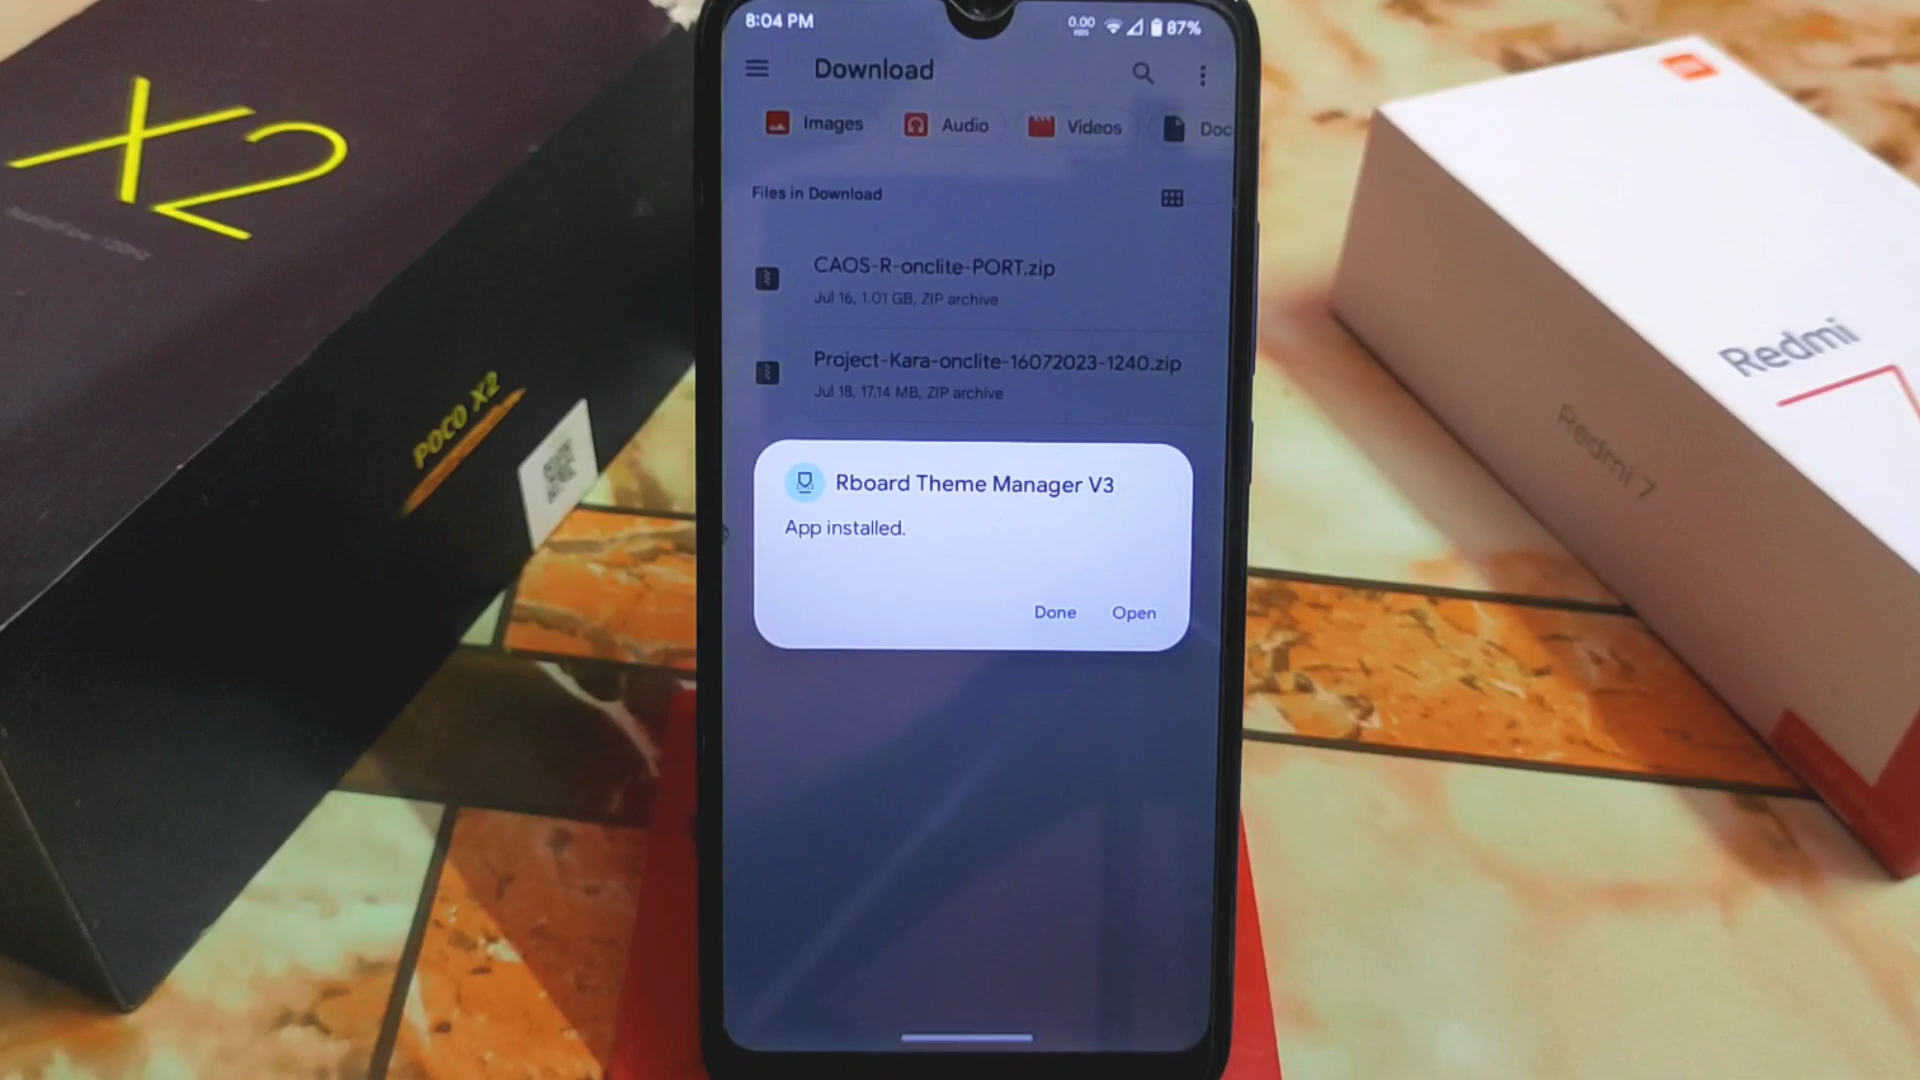 X2
POCO X2
8:04 PM
0.00
87%
Download
Images
Audio
Videos
Doc
Files in Download
CAOS-R-onclite-PORT.zip
Jul 16, 1.01 GB, ZIP archive
Project-Kara-onclite-16072023-1240.zip
Jul 18, 17.14 MB, ZIP archive
Rboard Theme Manager V3
App installed.
Done
Open
Redmi
Redmi 7